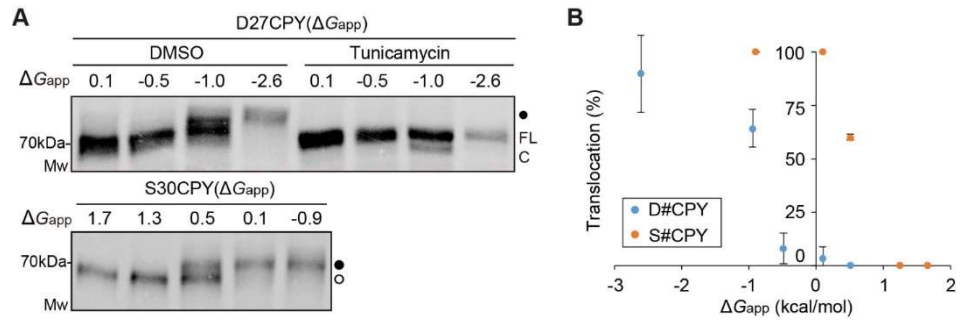 A
D27CPY(ΔGapp)
DMSO Tunicamycin
ΔGapp 0.1 -0.5 -1.0 -2.6 0.1 -0.5 -1.0 -2.6
70kDa-
FL
C
Mw
S30CPY(ΔGapp)
ΔGapp 1.7 1.3 0.5 0.1 -0.9
70kDa-
Mw
B
Translocation (%)
100
75
50
25
0
D#CPY
S#CPY
-3 -2 -1 0 1 2
ΔGapp (kcal/mol)